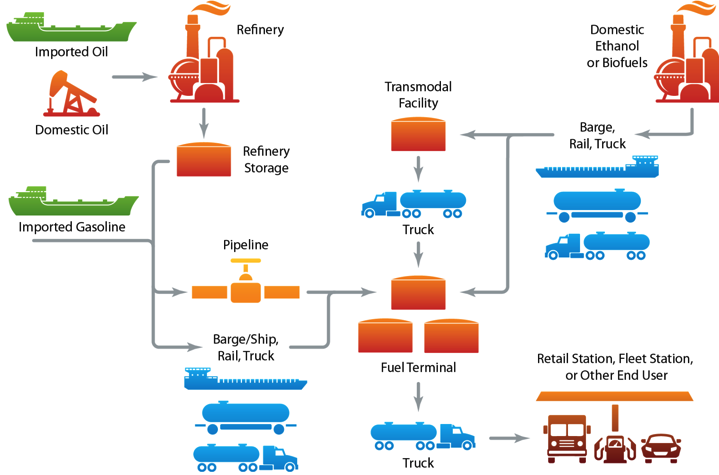 Imported Oil
Refinery
Domestic
Ethanol
or Biofuels
Domestic Oil
Transmodal
Facility
Barge,
Rail, Truck
Refinery
Storage
Imported Gasoline
Truck
Pipeline
Barge/Ship,
Rail, Truck
Fuel Terminal
Retail Station, Fleet Station,
or Other End User
Truck